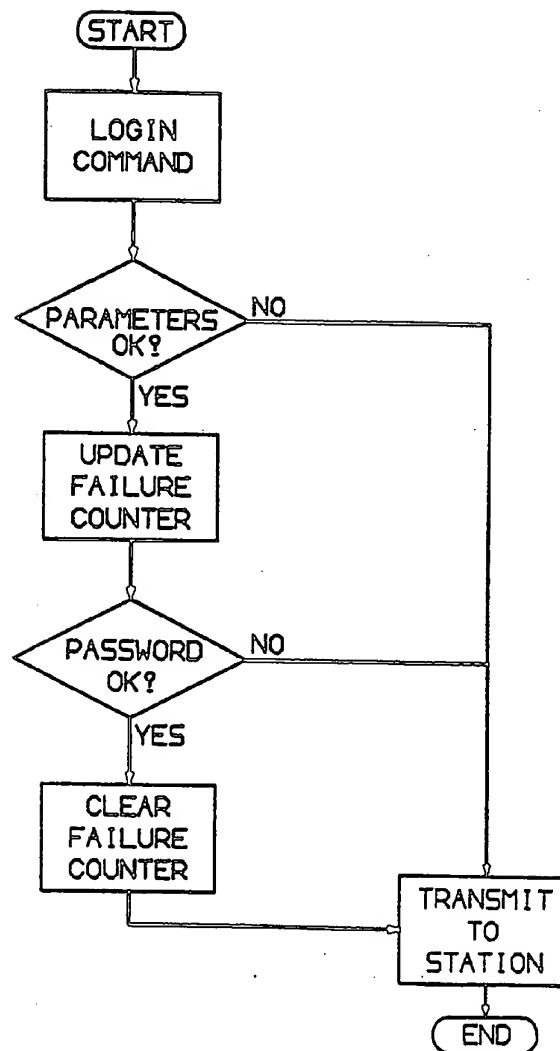 START
LOGIN
COMMAND
PARAMETERS
OK?
NO
YES
UPDATE
FAILURE
COUNTER
PASSWORD
OK?
NO
YES
CLEAR
FAILURE
COUNTER
TRANSMIT
TO
STATION
END